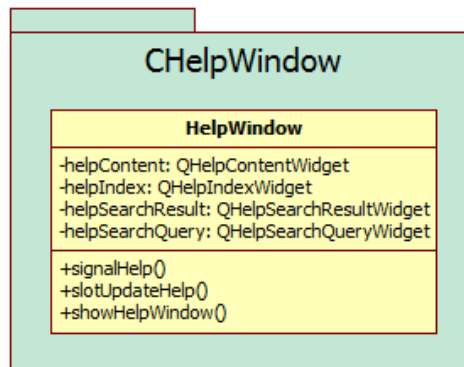 CHelpWindow
HelpWindow
-helpContent: QHelpContentWidget
-helpIndex: QHelpIndexWidget
-helpSearchResult: QHelpSearchResultWidget
-helpSearchQuery: QHelpSearchQueryWidget
+signalHelp()
+slotUpdateHelp()
+showHelpWindow()